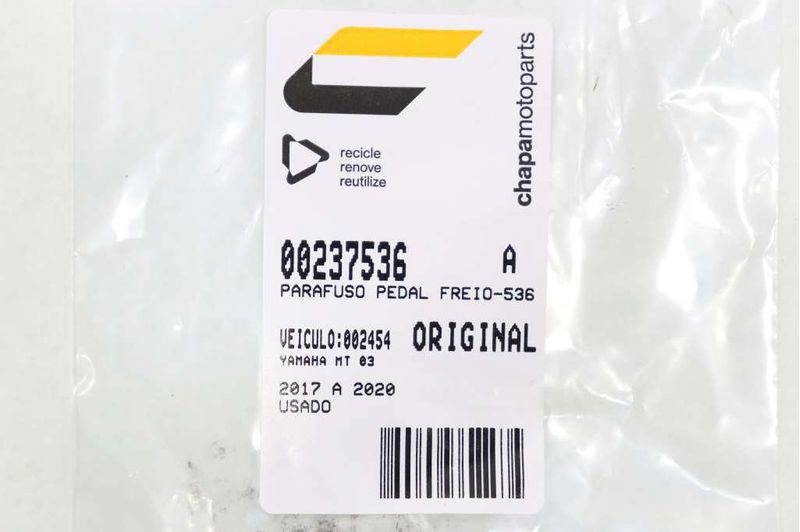 chapamotoparts
recicle
renove
reutilize
00237536 A
PARAFUSO PEDAL FREIO-536
VEICULO:002454 ORIGINAL
YAMAHA MT 03
2017 A 2020
USADO